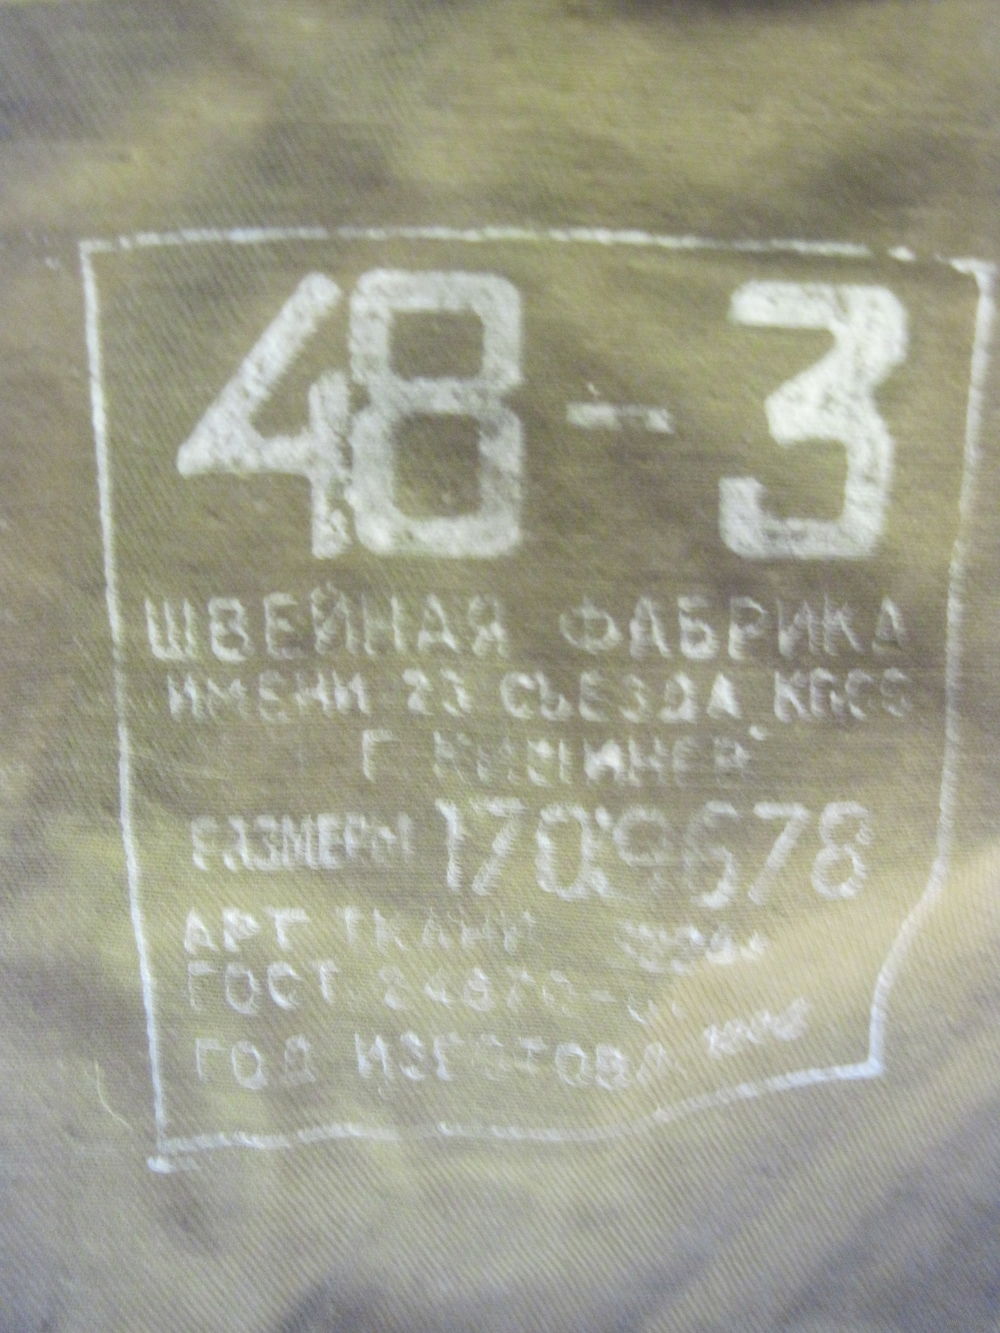 48-3
ШВЕЙНАЯ ФАБРИКА
ИМЕНИ 23 СЪЕЗДА КПСС
Г. КИШИНЕВ
РАЗМЕРЫ 170.96.78
АРТ ТКАНИ
ГОСТ
ГОД ИЗГОТОВЛ